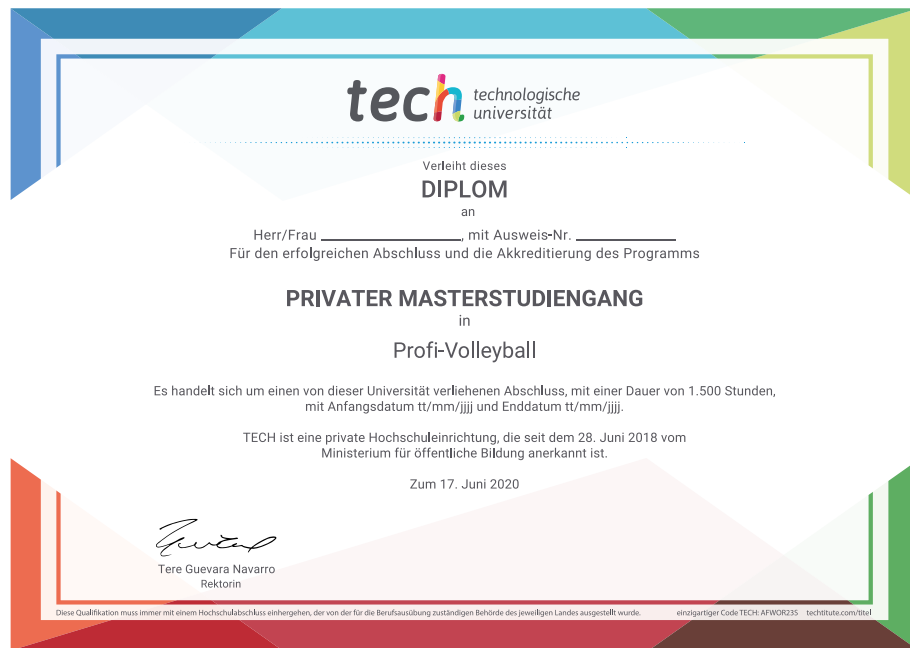 tech technologische
universität
Verleiht dieses
DIPLOM
an
Herr/Frau ____________________, mit Ausweis-Nr. ______________
Für den erfolgreichen Abschluss und die Akkreditierung des Programms
PRIVATER MASTERSTUDIENGANG
in
Profi-Volleyball
Es handelt sich um einen von dieser Universität verliehenen Abschluss, mit einer Dauer von 1.500 Stunden,
mit Anfangsdatum tt/mm/jjjj und Enddatum tt/mm/jjjj.
TECH ist eine private Hochschuleinrichtung, die seit dem 28. Juni 2018 vom
Ministerium für öffentliche Bildung anerkannt ist.
Zum 17. Juni 2020
Tere Guevara Navarro
Rektorin
Diese Qualifikation muss immer mit einem Hochschulabschluss einhergehen, der von der für die Berufsausübung zuständigen Behörde des jeweiligen Landes ausgestellt wurde. einzigartiger Code TECH: AFWOR23S techtitute.com/titel